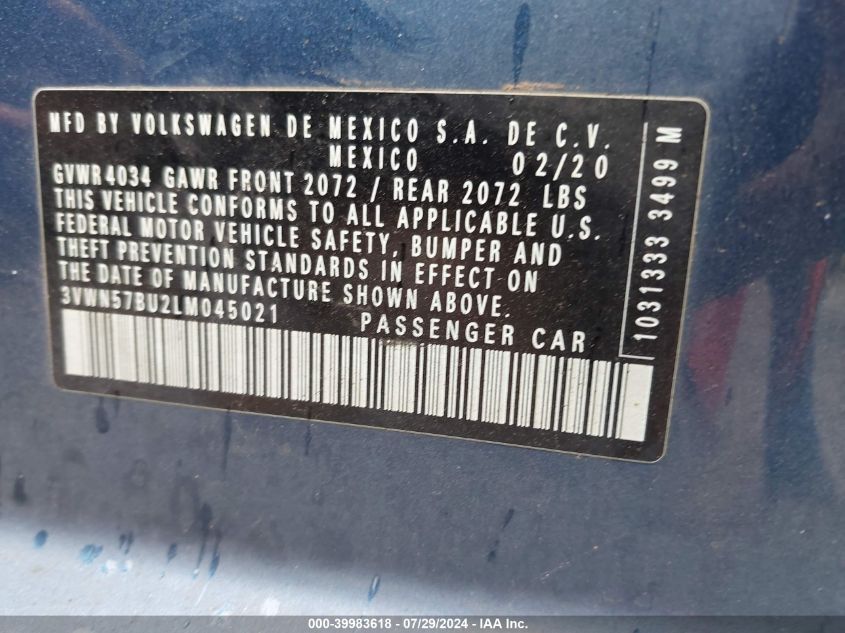 MFD BY VOLKSWAGEN DE MEXICO S.A. DE C.V.
MEXICO 02/20
GVWR 4034 GAWR FRONT 2072 / REAR 2072 LBS
THIS VEHICLE CONFORMS TO ALL APPLICABLE U.S.
FEDERAL MOTOR VEHICLE SAFETY, BUMPER AND
THEFT PREVENTION STANDARDS IN EFFECT ON
THE DATE OF MANUFACTURE SHOWN ABOVE.
3VWN57BU2LM045021 PASSENGER CAR
1031333 3499 M
000-39983618 - 07/29/2024 - IAA Inc.